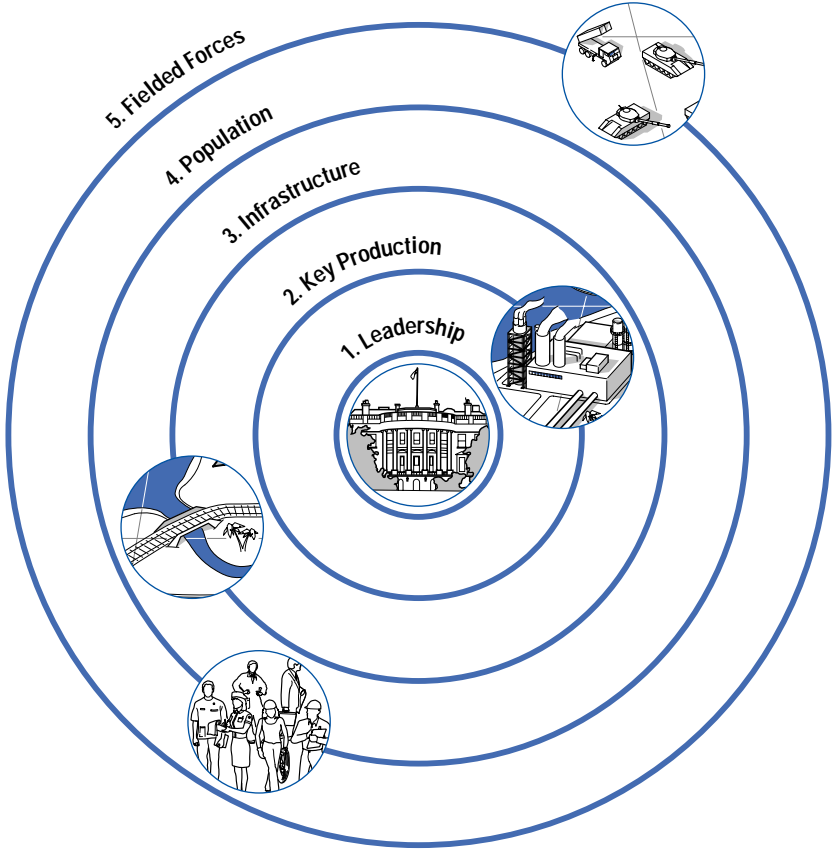 5. Fielded Forces
4. Population
3. Infrastructure
2. Key Production
1. Leadership